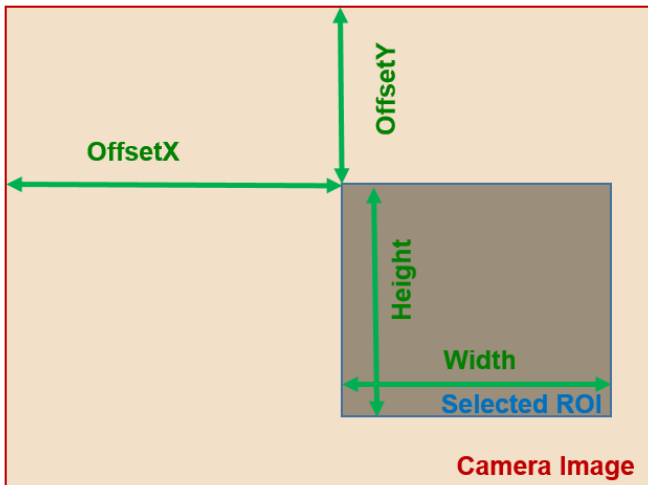 OffsetY
OffsetX
Height
Width
Selected ROI
Camera Image